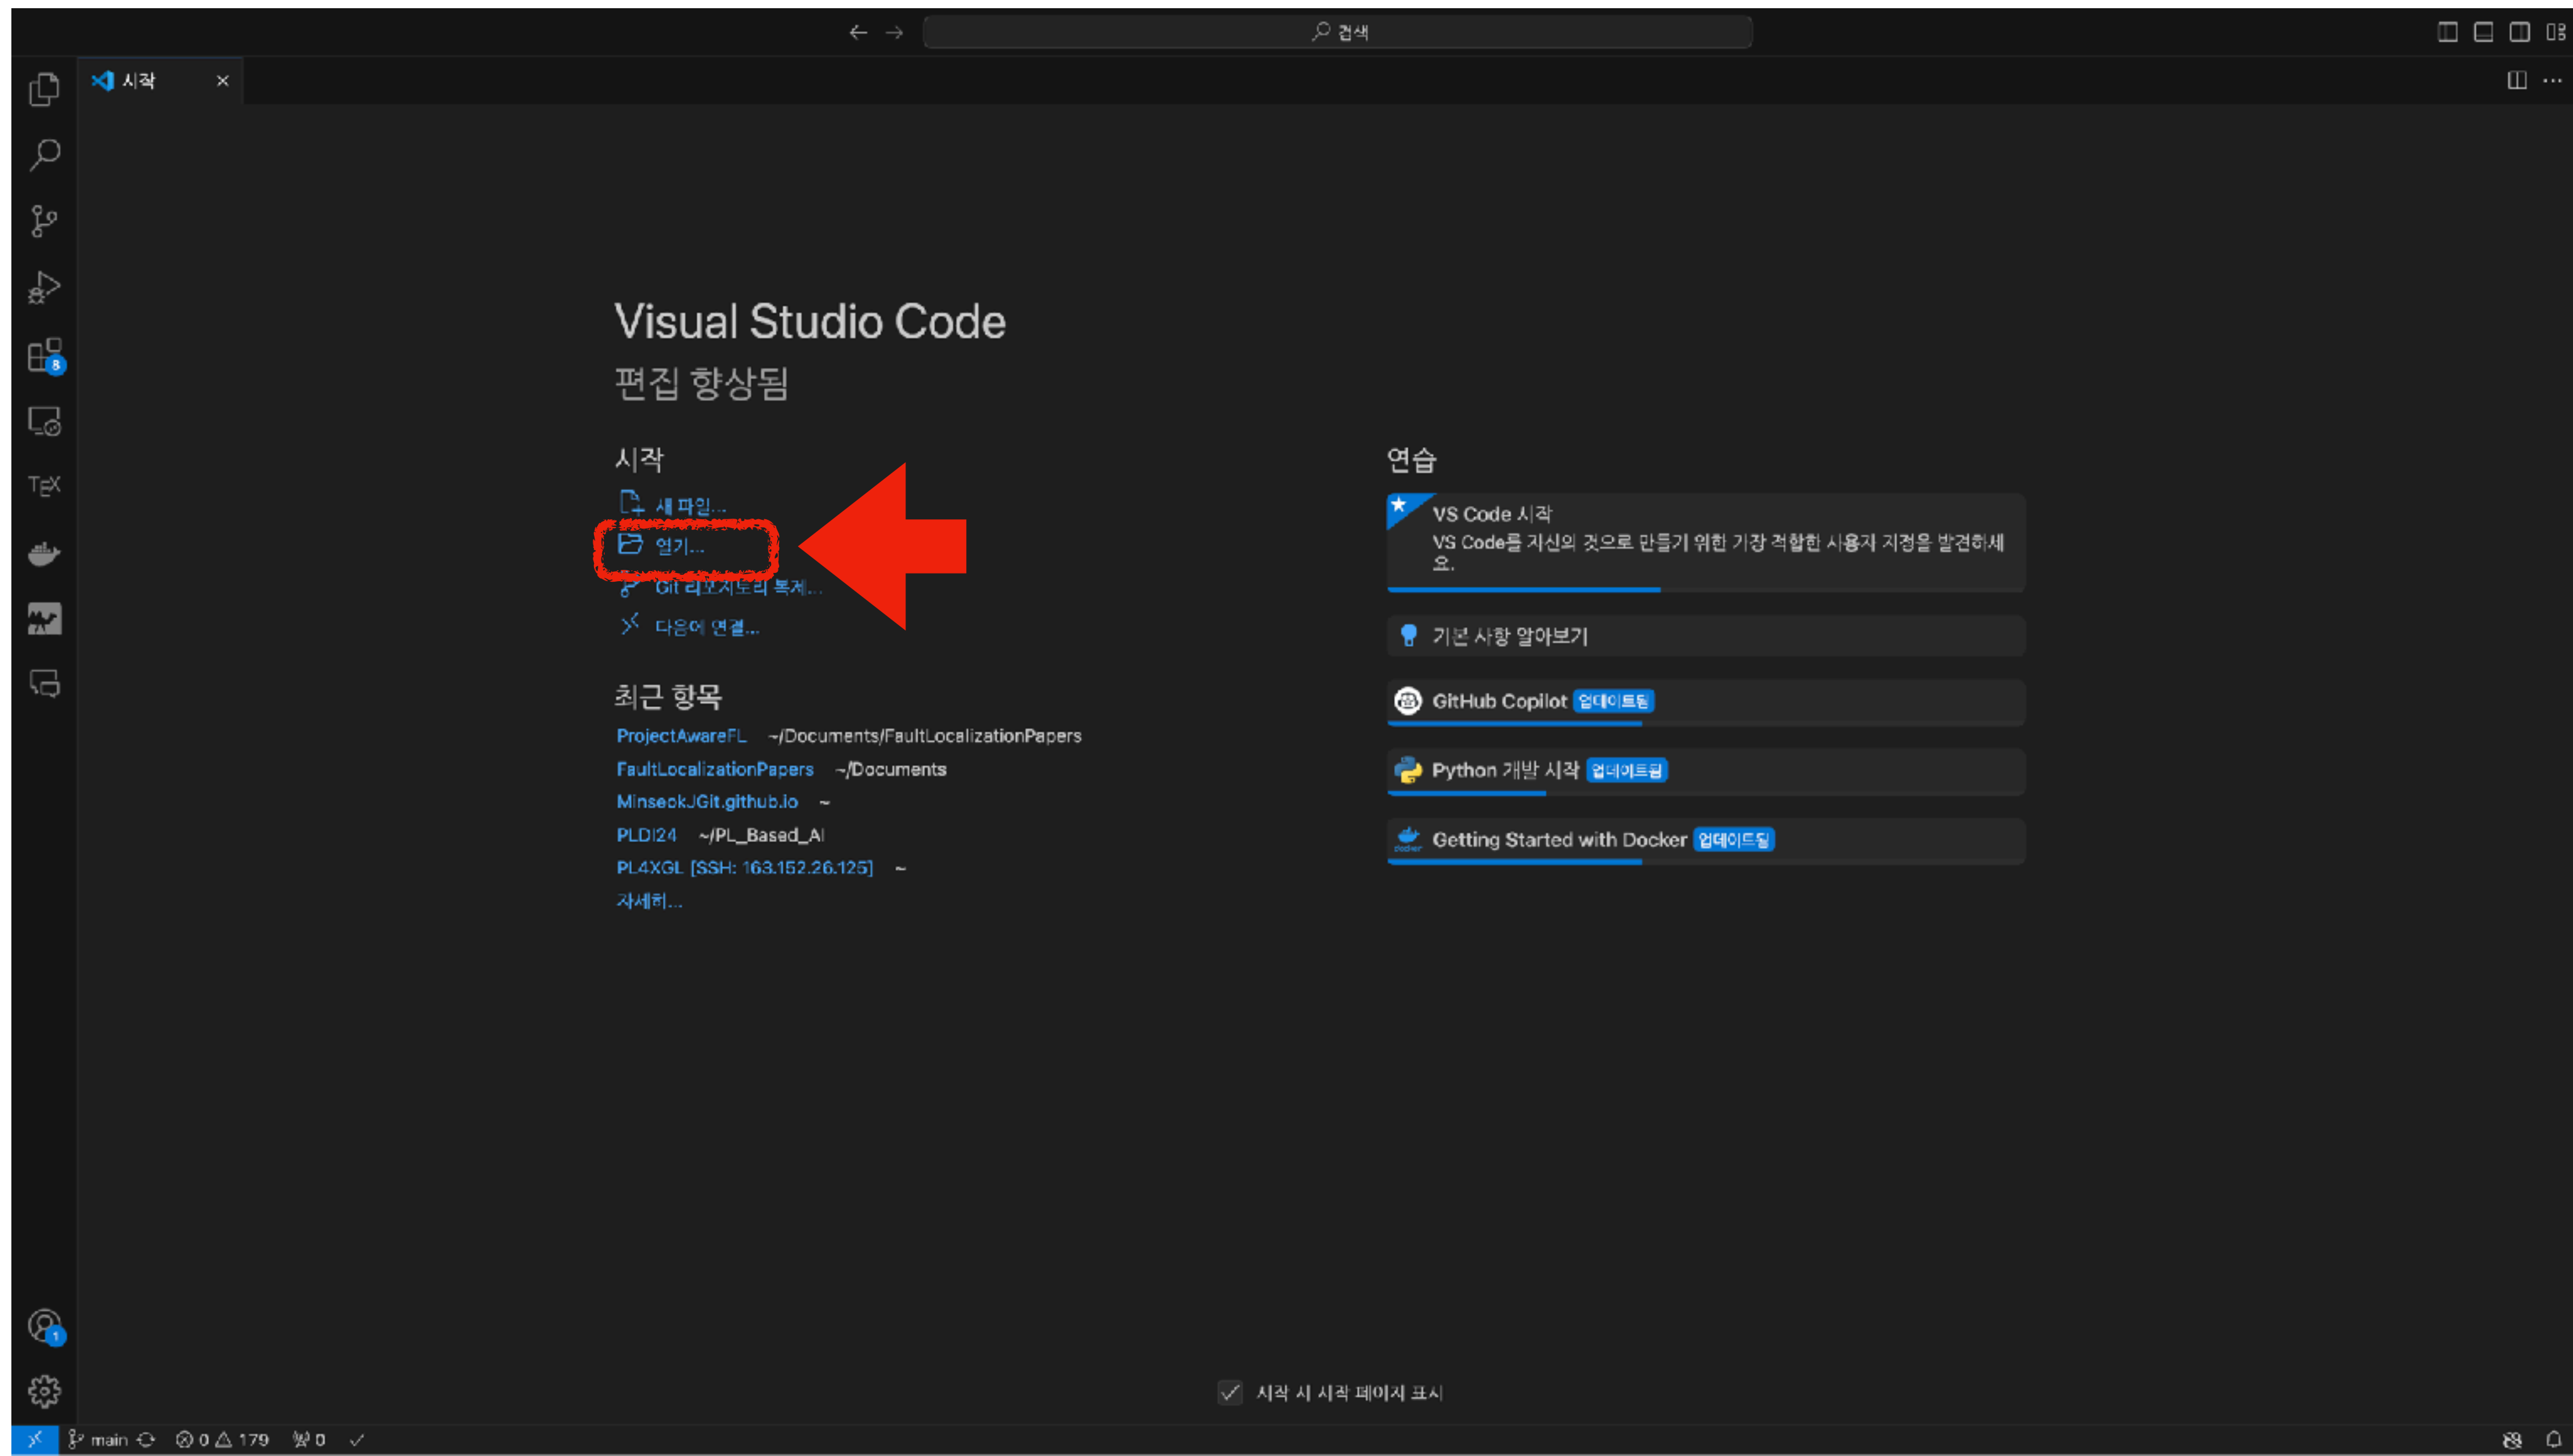 검색
시작
8
TEX
Visual Studio Code
편집 향상됨
시작
새 파일...
열기...
Git 리포지토리 복제...
다음에 연결...
최근 항목
ProjectAwareFL ~/Documents/FaultLocalizationPapers
FaultLocalizationPapers ~/Documents
MinseokJGit.github.io ~
PLDI24 ~/PL_Based_AI
PL4XGL [SSH: 163.152.26.125] ~
자세히...
연습
VS Code 시작
VS Code를 자신의 것으로 만들기 위한 가장 적합한 사용자 지정을 발견하세
요.
기본 사항 알아보기
GitHub Copilot 업데이트됨
Python 개발 시작 업데이트됨
docker Getting Started with Docker 업데이트됨
1
시작 시 시작 페이지 표시
main 0 179 0